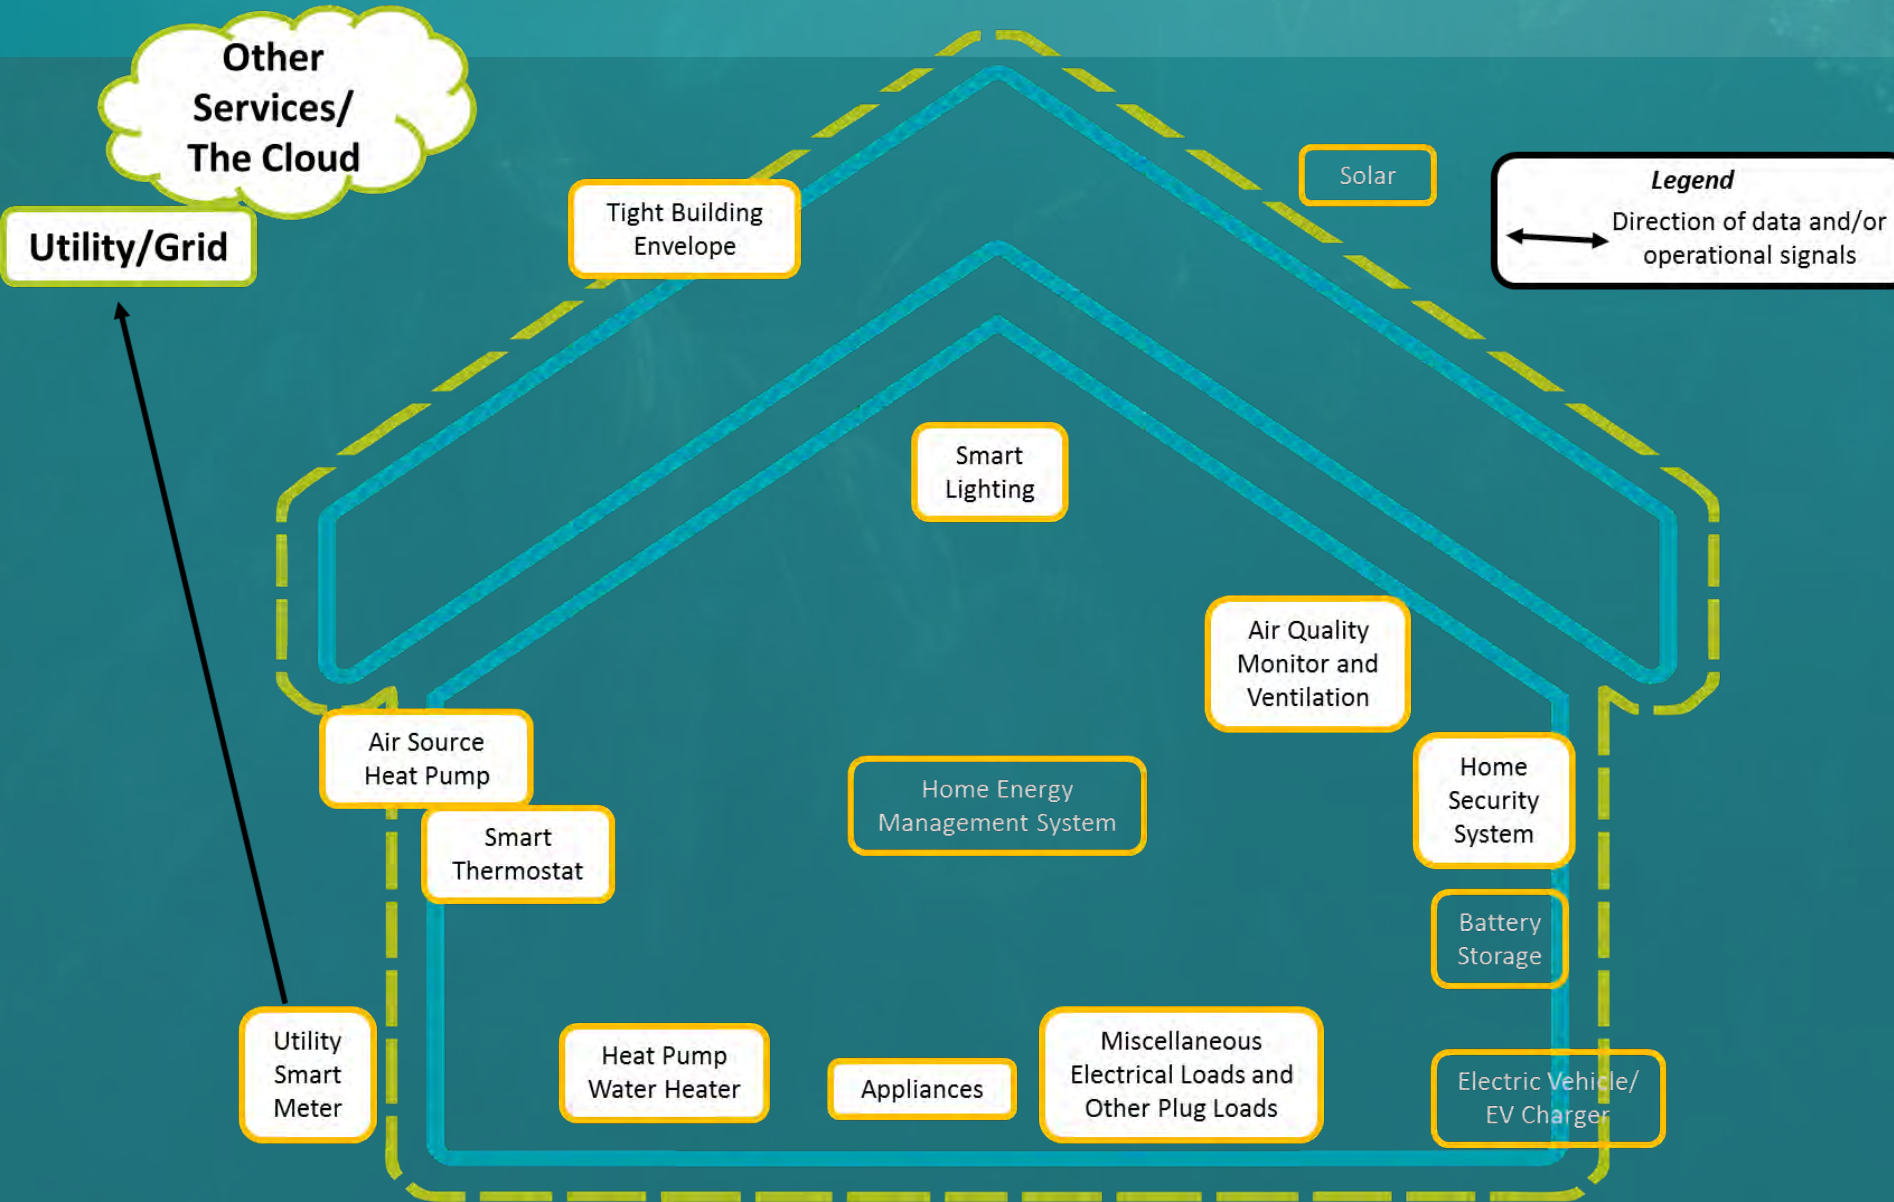 Other
Services/
The Cloud
Utility/Grid
Tight Building
Envelope
Solar
Legend
Direction of data and/or
operational signals
Smart
Lighting
Air Quality
Monitor and
Ventilation
Air Source
Heat Pump
Smart
Thermostat
Home Energy
Management System
Home
Security
System
Battery
Storage
Utility
Smart
Meter
Heat Pump
Water Heater
Appliances
Miscellaneous
Electrical Loads and
Other Plug Loads
Electric Vehicle/
EV Charger